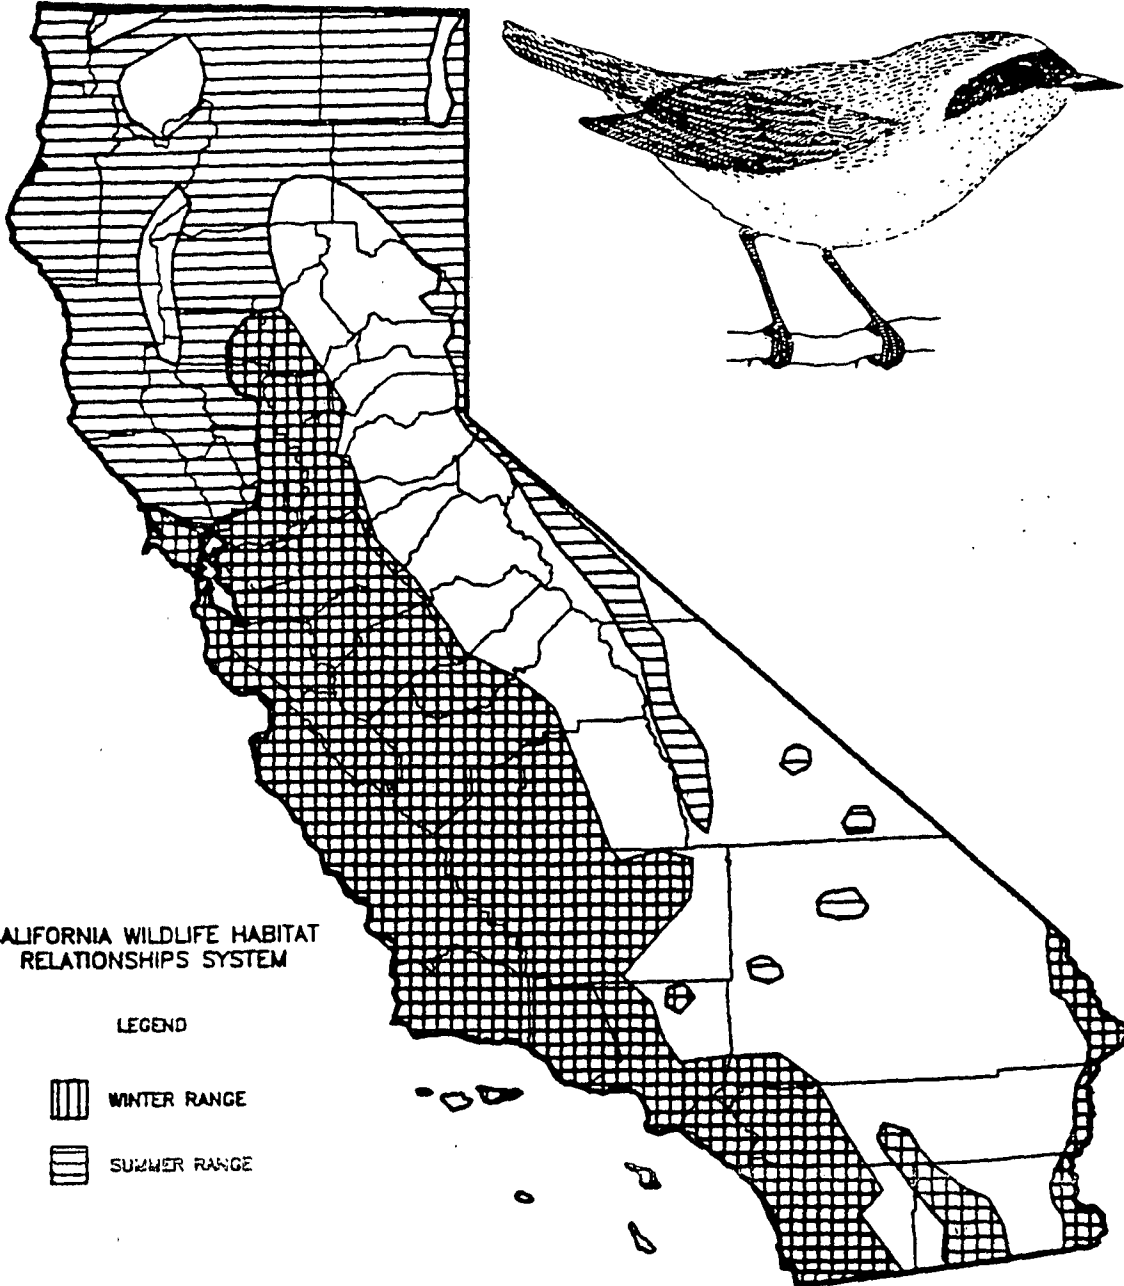 ALIFORNIA WILDLIFE HABITAT
RELATIONSHIPS SYSTEM
LEGEND
WINTER RANGE
SUMMER RANGE